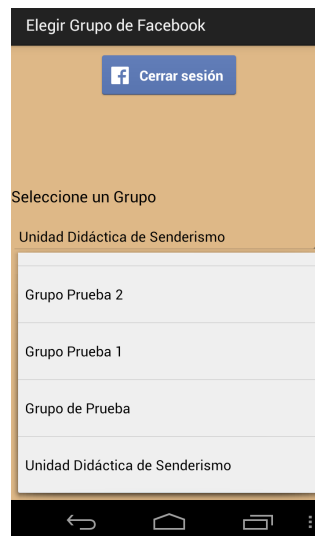 Elegir Grupo de Facebook
Cerrar sesión
Seleccione un Grupo
Unidad Didáctica de Senderismo
Grupo Prueba 2
Grupo Prueba 1
Grupo de Prueba
Unidad Didáctica de Senderismo